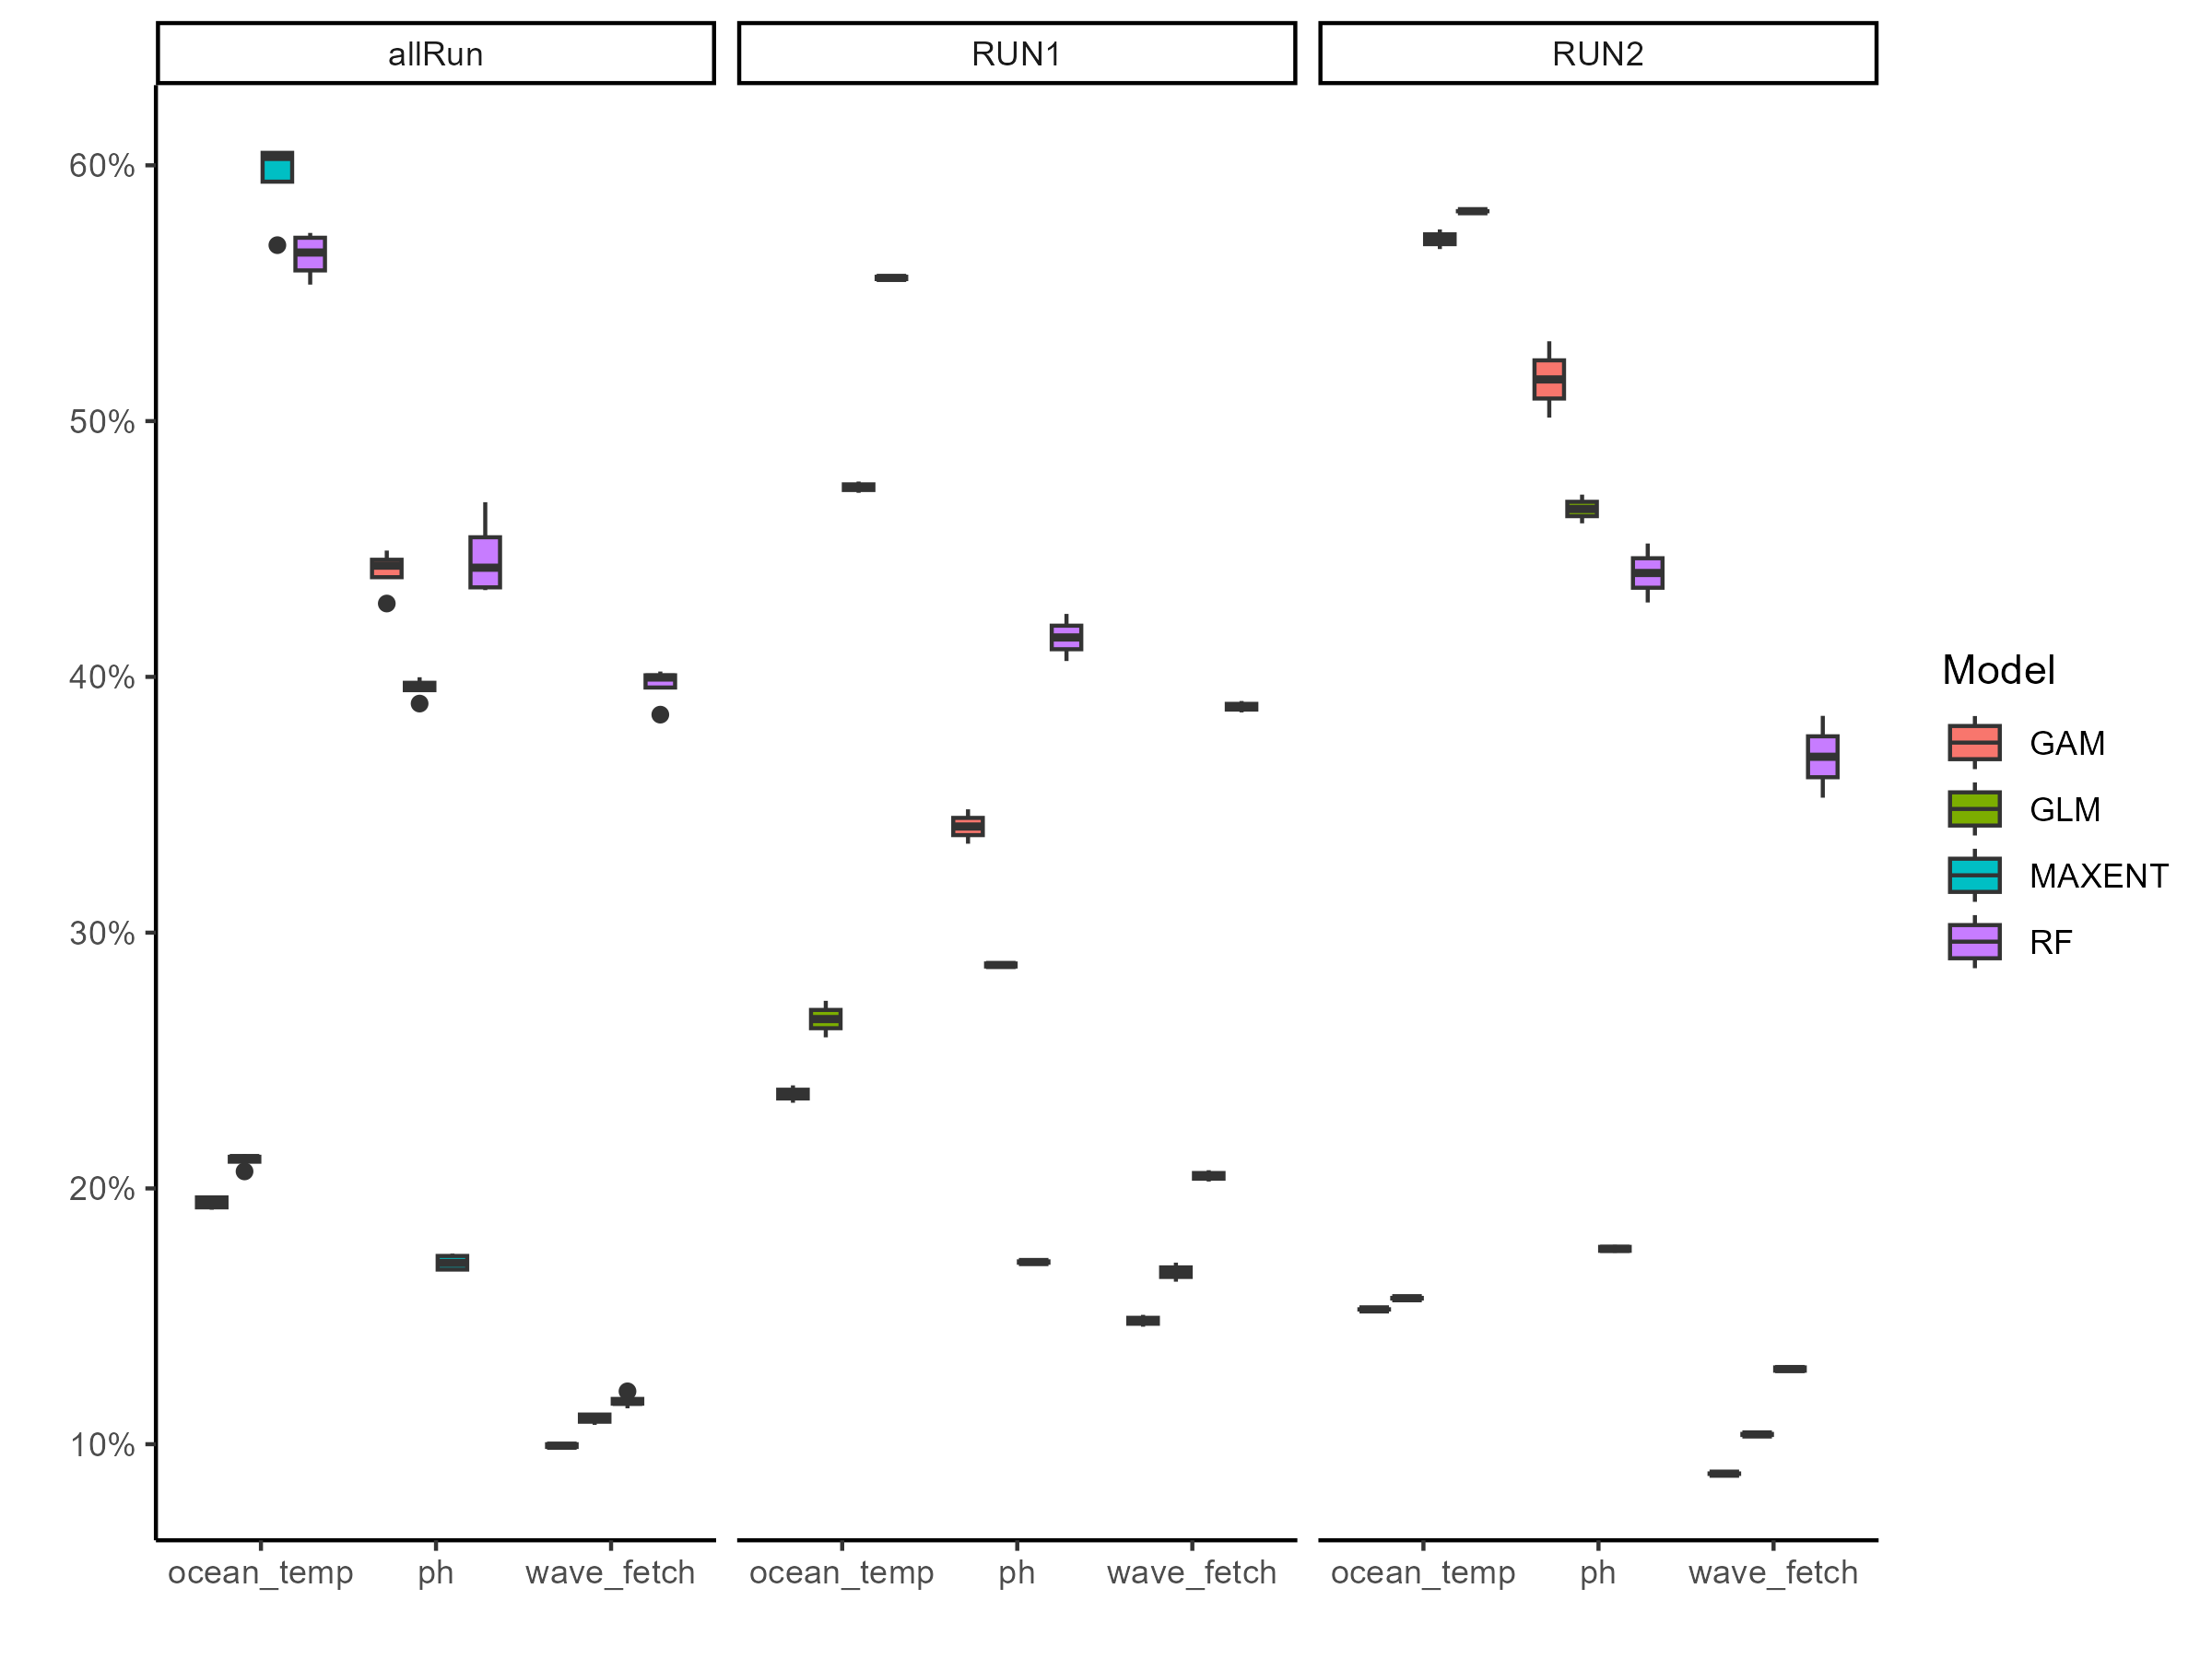 allRun RUN1 RUN2
60%
50%
40%
30%
20%
10%
ocean_temp ph wave_fetch ocean_temp ph wave_fetch ocean_temp ph wave_fetch
Model
GAM
GLM
MAXENT
RF